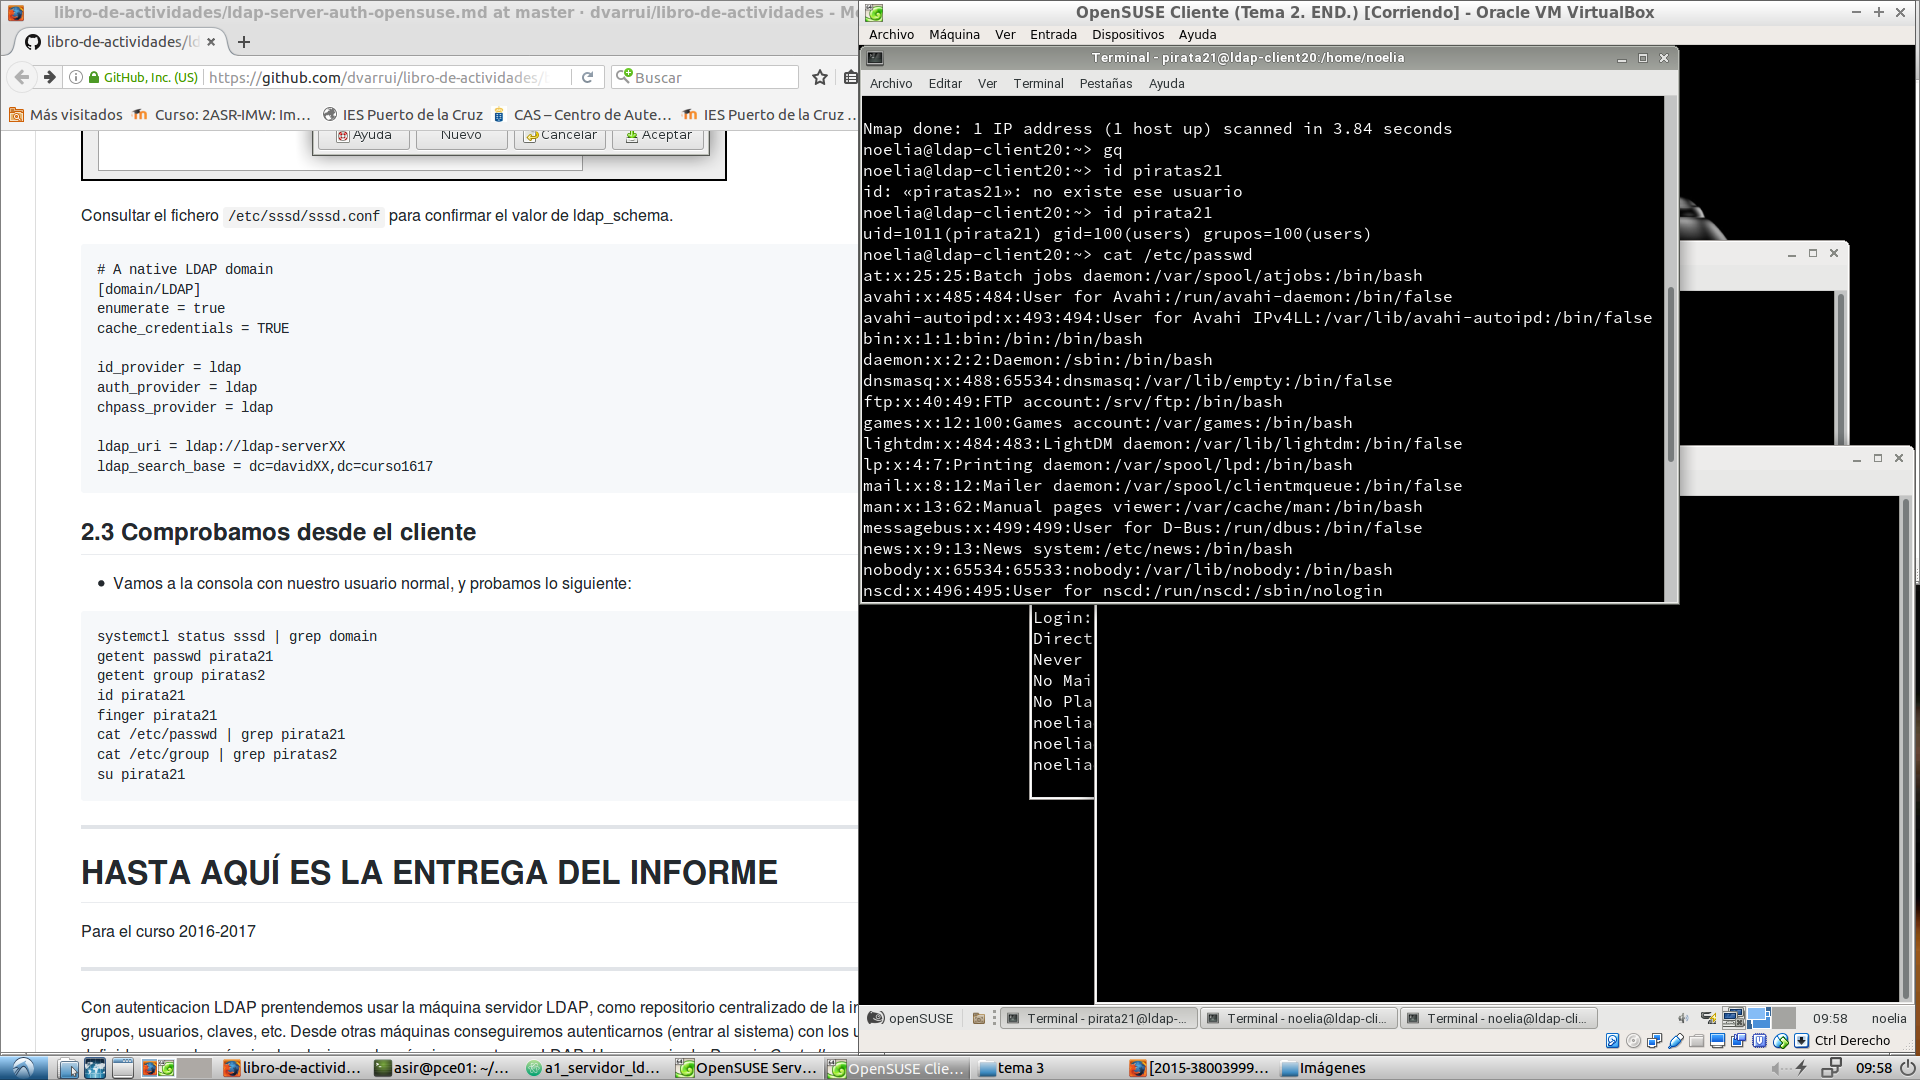 libro-de-actividades/ldap-server-auth-opensuse.md at master · dvarrui/libro-de-actividades - M
libro-de-actividades/ld
GitHub, Inc. (US)
https://github.com/dvarrui/libro-de-actividades/
Buscar
Más visitados
Curso: 2ASR-IMW: Im...
IES Puerto de la Cruz
CAS – Centro de Aute...
IES Puerto de la Cruz ..
Ayuda
Nuevo
Cancelar
Aceptar
Consultar el fichero /etc/sssd/sssd.conf para confirmar el valor de ldap_schema.
# A native LDAP domain
[domain/LDAP]
enumerate = true
cache_credentials = TRUE
id_provider = ldap
auth_provider = ldap
chpass_provider = ldap
ldap_uri = ldap://ldap-serverXX
ldap_search_base = dc=davidXX,dc=curso1617
2.3 Comprobamos desde el cliente
• Vamos a la consola con nuestro usuario normal, y probamos lo siguiente:
systemctl status sssd | grep domain
getent passwd pirata21
getent group piratas2
id pirata21
finger pirata21
cat /etc/passwd | grep pirata21
cat /etc/group | grep piratas2
su pirata21
HASTA AQUÍ ES LA ENTREGA DEL INFORME
Para el curso 2016-2017
Con autenticacion LDAP prentendemos usar la máquina servidor LDAP, como repositorio centralizado de la i
grupos, usuarios, claves, etc. Desde otras máquinas conseguiremos autenticarnos (entrar al sistema) con los u
OpenSUSE Cliente (Tema 2. END.) [Corriendo] - Oracle VM VirtualBox
Archivo Máquina Ver Entrada Dispositivos Ayuda
Terminal - pirata21@ldap-client20:/home/noelia
Archivo Editar Ver Terminal Pestañas Ayuda
Nmap done: 1 IP address (1 host up) scanned in 3.84 seconds
noelia@ldap-client20:~> gq
noelia@ldap-client20:~> id piratas21
id: «piratas21»: no existe ese usuario
noelia@ldap-client20:~> id pirata21
uid=1011(pirata21) gid=100(users) grupos=100(users)
noelia@ldap-client20:~> cat /etc/passwd
at:x:25:25:Batch jobs daemon:/var/spool/atjobs:/bin/bash
avahi:x:485:484:User for Avahi:/run/avahi-daemon:/bin/false
avahi-autoipd:x:493:494:User for Avahi IPv4LL:/var/lib/avahi-autoipd:/bin/false
bin:x:1:1:bin:/bin:/bin/bash
daemon:x:2:2:Daemon:/sbin:/bin/bash
dnsmasq:x:488:65534:dnsmasq:/var/lib/empty:/bin/false
ftp:x:40:49:FTP account:/srv/ftp:/bin/bash
games:x:12:100:Games account:/var/games:/bin/bash
lightdm:x:484:483:LightDM daemon:/var/lib/lightdm:/bin/false
lp:x:4:7:Printing daemon:/var/spool/lpd:/bin/bash
mail:x:8:12:Mailer daemon:/var/spool/clientmqueue:/bin/false
man:x:13:62:Manual pages viewer:/var/cache/man:/bin/bash
messagebus:x:499:499:User for D-Bus:/run/dbus:/bin/false
news:x:9:13:News system:/etc/news:/bin/bash
nobody:x:65534:65533:nobody:/var/lib/nobody:/bin/bash
nscd:x:496:495:User for nscd:/run/nscd:/sbin/nologin
Login:
Direct
Never
No Mai
No Pla
noelia
noelia
noelia
openSUSE
Terminal - pirata21@ldap-...
Terminal - noelia@ldap-cli...
Terminal - noelia@ldap-cli...
09:58
noelia
Ctrl Derecho
libro-de-activid...
asir@pce01: ~/...
a1_servidor_ld...
OpenSUSE Serv...
OpenSUSE Clie...
tema 3
[2015-38003999...
Imágenes
09:58